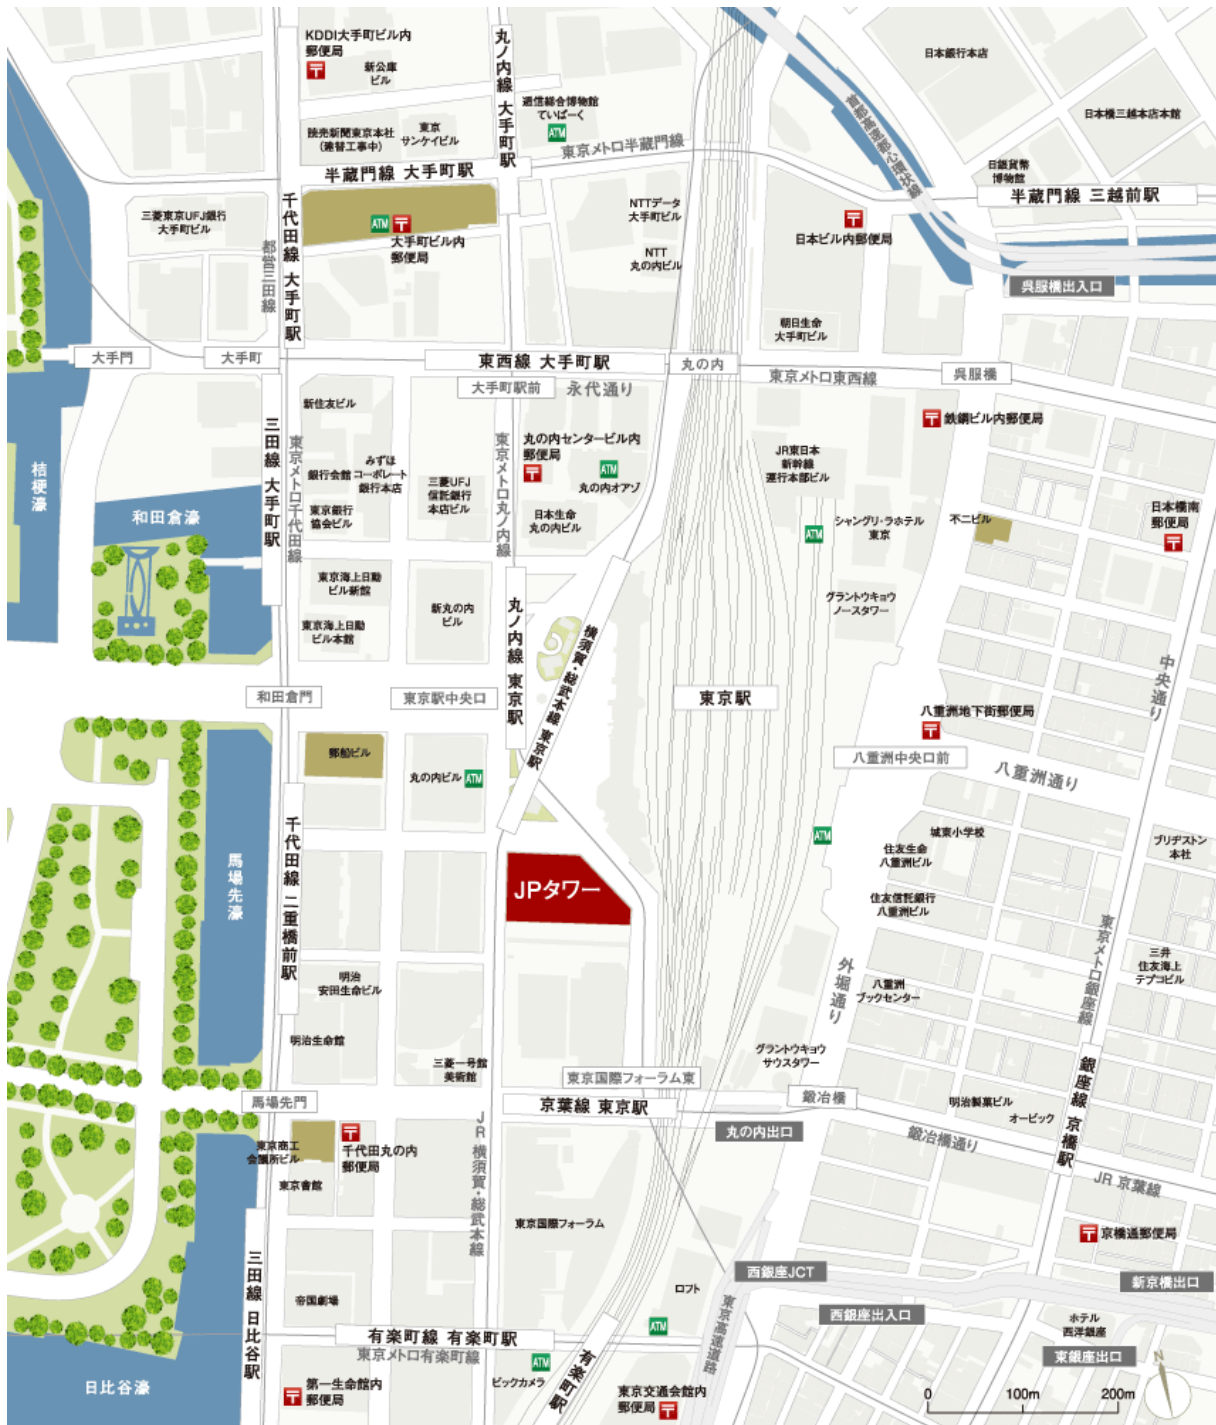 KDDI大手町ビル内
郵便局
新公庫
ビル
丸ノ内線 大手町駅
逓信総合博物館
ていぱーく
ATM
日本銀行本店
日本橋三越本店本館
首都高速都心環状線
読売新聞東京本社
(建替工事中)
東京
サンケイビル
東京メトロ半蔵門線
半蔵門線 大手町駅
日銀貨幣
博物館
半蔵門線 三越前駅
三菱東京UFJ銀行
大手町ビル
都営三田線
千代田線 大手町駅
ATM
大手町ビル内
郵便局
NTTデータ
大手町ビル
NTT
丸の内ビル
日本ビル内郵便局
呉服橋出入口
朝日生命
大手町ビル
大手門
大手町
東西線 大手町駅
丸の内
東京メトロ東西線
呉服橋
大手町駅前
永代通り
新住友ビル
鉄鋼ビル内郵便局
三田線 大手町駅
東京メトロ千代田線
みずほ
コーポレート
銀行本店
銀行会館
東京銀行
協会ビル
三菱UFJ
信託銀行
本店ビル
東京メトロ丸ノ内線
丸の内センタービル内
郵便局
ATM
丸の内オアゾ
日本生命
丸の内ビル
JR東日本
新幹線
運行本部ビル
ATM
シャングリ・ラホテル
東京
不二ビル
日本橋南
郵便局
桔梗濠
和田倉濠
東京海上日動
ビル新館
東京海上日動
ビル本館
新丸の内
ビル
丸ノ内線 東京駅
横須賀・総武本線 東京駅
グラントウキョウ
ノースタワー
中央通り
和田倉門
東京駅中央口
東京駅
八重洲地下街郵便局
八重洲中央口前
八重洲通り
郵船ビル
丸の内ビル
ATM
千代田線 二重橋前駅
馬場先濠
ATM
城東小学校
住友生命
八重洲ビル
ブリヂストン
本社
JPタワー
住友信託銀行
八重洲ビル
東京メトロ銀座線
三井
住友海上
テプコビル
外堀通り
八重洲
ブックセンター
明治
安田生命ビル
明治生命館
三菱一号館
美術館
グラントウキョウ
サウスタワー
東京国際フォーラム東
馬場先門
京葉線 東京駅
鍛冶橋
明治製菓ビル
オービック
銀座線 京橋駅
丸の内出口
鍛冶橋通り
JR 横須賀・総武本線
東京商工
会議所ビル
千代田丸の内
郵便局
東京會舘
JR 京葉線
東京国際フォーラム
京橋通郵便局
三田線 日比谷駅
西銀座JCT
新京橋出口
ロフト
東京高速道路
西銀座出入口
帝国劇場
ATM
ホテル
西洋銀座
東銀座出口
有楽町線 有楽町駅
東京メトロ有楽町線
ATM
ビックカメラ
有楽町駅
日比谷濠
第一生命館内
郵便局
東京交通会館内
郵便局
N
0 100m 200m